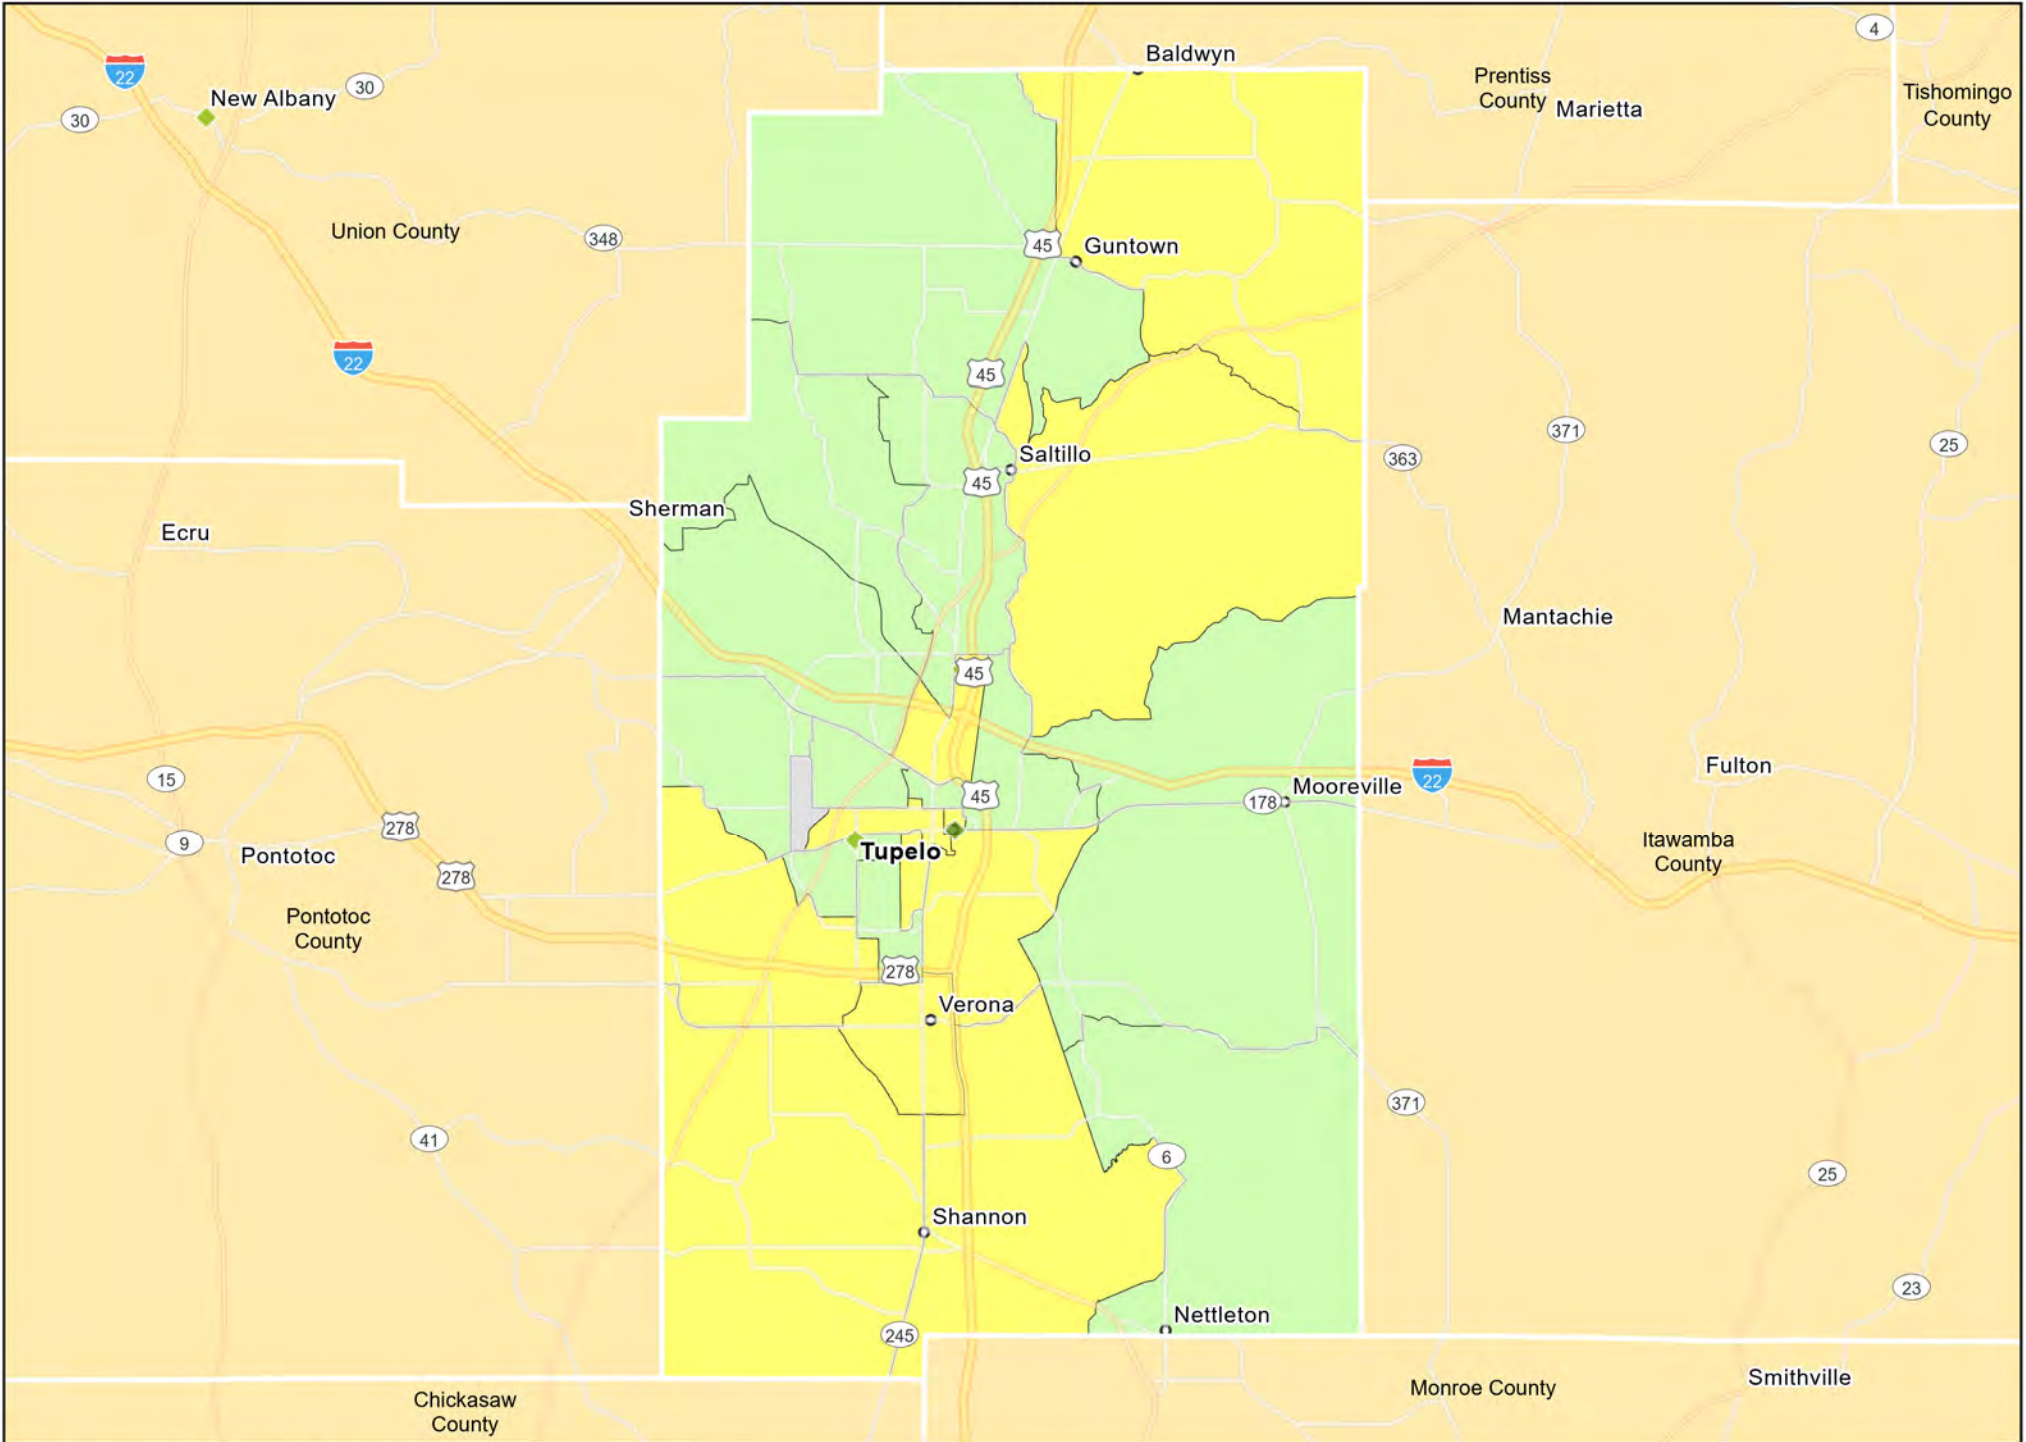 4
Baldwyn
22
Prentiss
County
30
New Albany
Tishomingo
County
Marietta
30
Union County
348
45
Guntown
22
45
371
25
Saltillo
363
45
Sherman
Ecru
Mantachie
45
Fulton
15
22
Mooreville
45
178
278
9
Itawamba
County
Pontotoc
Tupelo
278
Pontotoc
County
278
Verona
371
41
6
25
Shannon
23
Nettleton
245
Smithville
Monroe County
Chickasaw
County